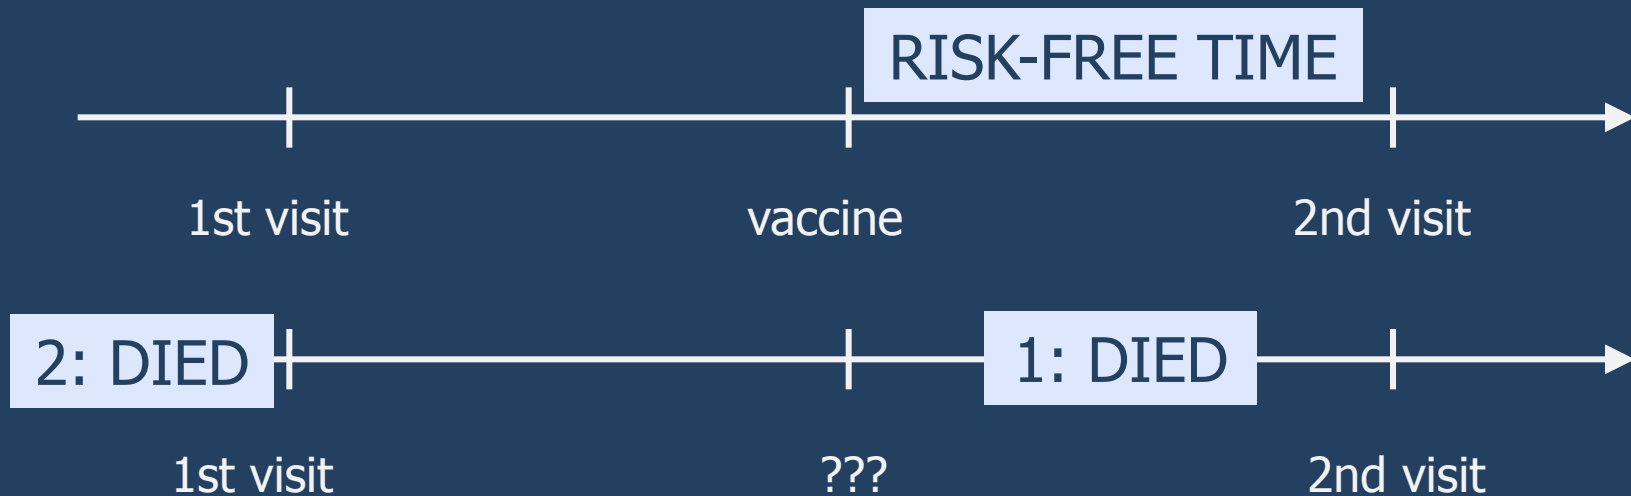 RISK-FREE TIME
1st visit vaccine 2nd visit
2: DIED 1: DIED
1st visit ??? 2nd visit